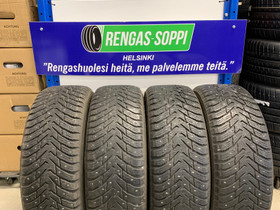 RENGAS SOPPI
HELSINKI
"Rengashuolesi heitä, me palvelemme teitä."